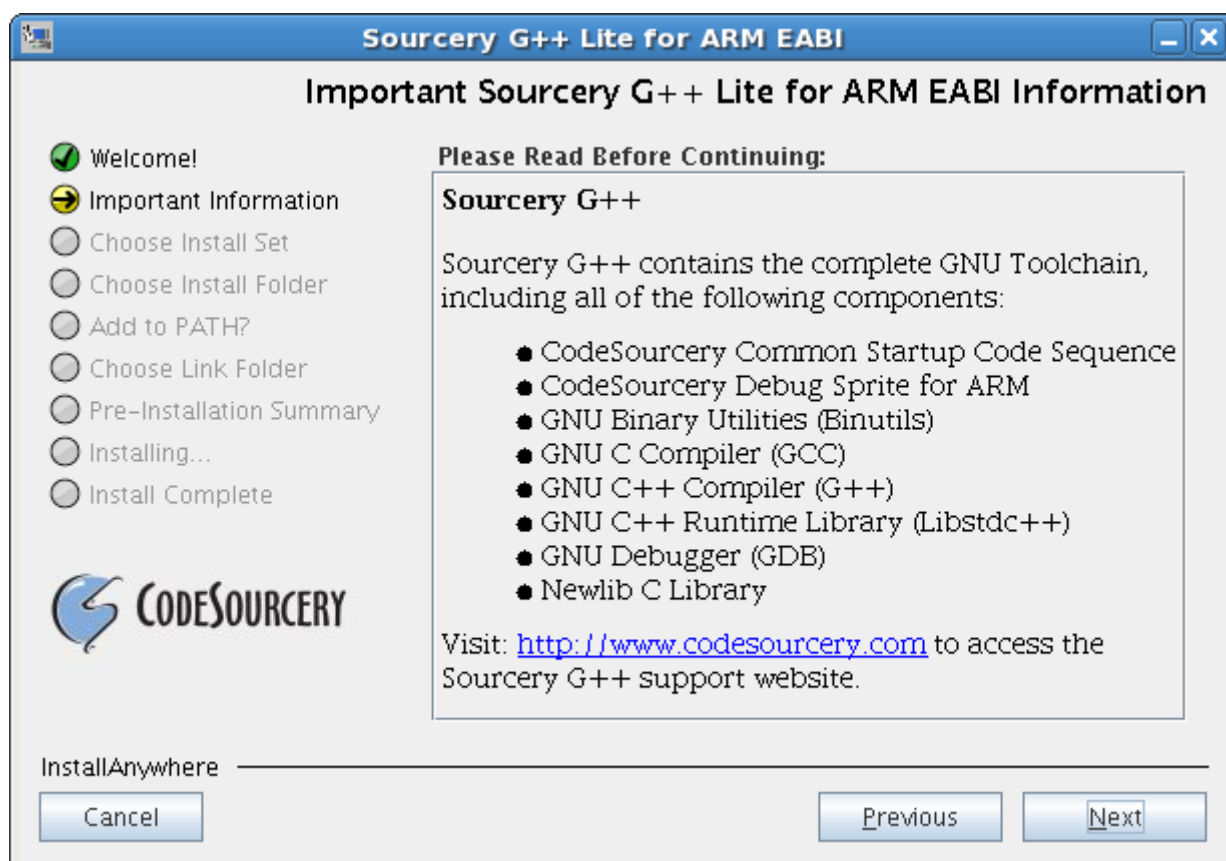 Sourcery G++ Lite for ARM EABI
Important Sourcery G++ Lite for ARM EABI Information
Welcome!
Important Information
Choose Install Set
Choose Install Folder
Add to PATH?
Choose Link Folder
Pre-Installation Summary
Installing...
Install Complete
CODESOURCERY
Please Read Before Continuing:
Sourcery G++
Sourcery G++ contains the complete GNU Toolchain,
including all of the following components:
● CodeSourcery Common Startup Code Sequence
● CodeSourcery Debug Sprite for ARM
● GNU Binary Utilities (Binutils)
● GNU C Compiler (GCC)
● GNU C++ Compiler (G++)
● GNU C++ Runtime Library (Libstdc++)
● GNU Debugger (GDB)
● Newlib C Library
Visit: http://www.codesourcery.com to access the
Sourcery G++ support website.
InstallAnywhere
Cancel
Previous
Next